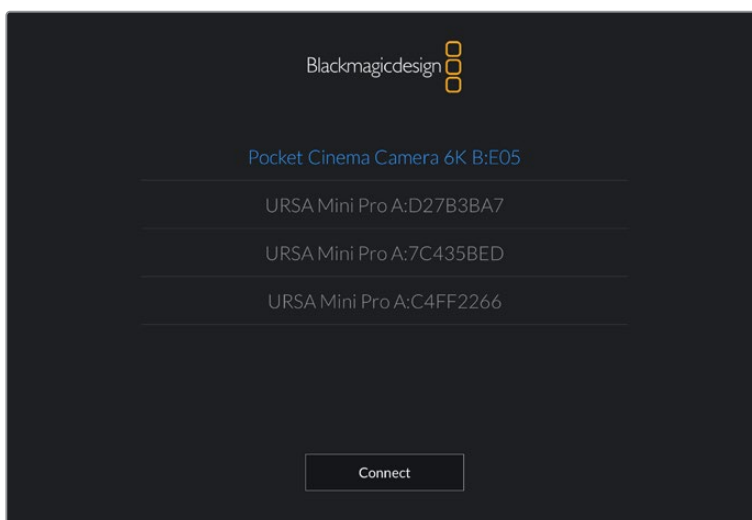 Blackmagicdesign
Pocket Cinema Camera 6K B:E05
URSA Mini Pro A:D27B3BA7
URSA Mini Pro A:7C435BED
URSA Mini Pro A:C4FF2266
Connect